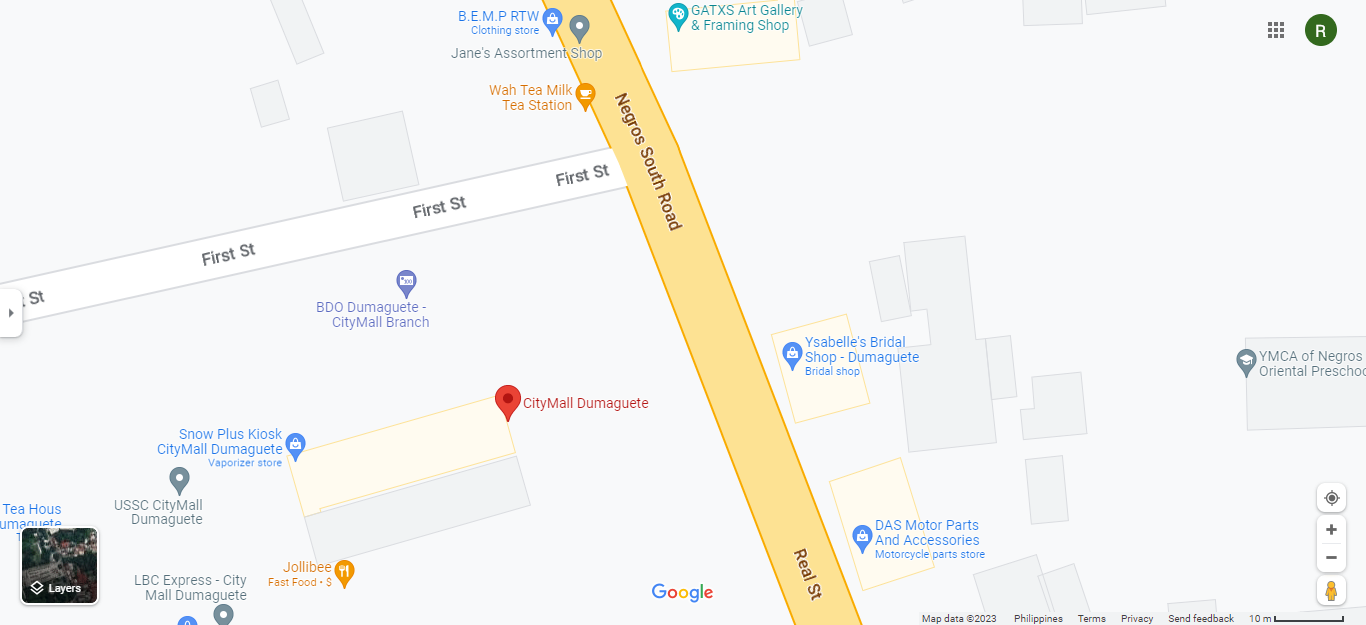 B.E.M.P RTW
Clothing store
Jane's Assortment Shop
GATXS Art Gallery
& Framing Shop
R
Wah Tea Milk
Tea Station
Negros South Road
First St
First St
First St
St
BDO Dumaguete -
CityMall Branch
Ysabelle's Bridal
Shop - Dumaguete
Bridal shop
YMCA of Negros
Oriental Preschoo
CityMall Dumaguete
Snow Plus Kiosk
CityMall Dumaguete
Vaporizer store
USSC CityMall
Dumaguete
Tea Hous
umaguete
DAS Motor Parts
And Accessories
Motorcycle parts store
Real St
Jollibee
Fast Food • $
LBC Express - City
Mall Dumaguete
Layers
Google
Map data ©2023 Philippines Terms Privacy Send feedback 10 m